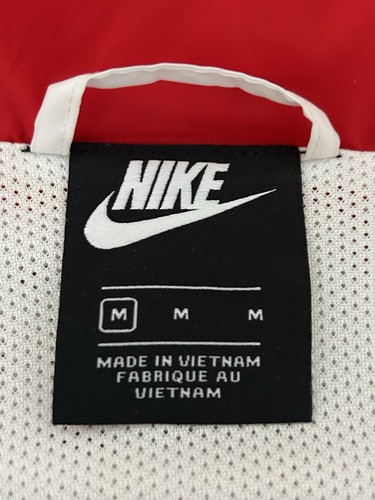 NIKE
M M M
MADE IN VIETNAM
FABRIQUE AU
VIETNAM